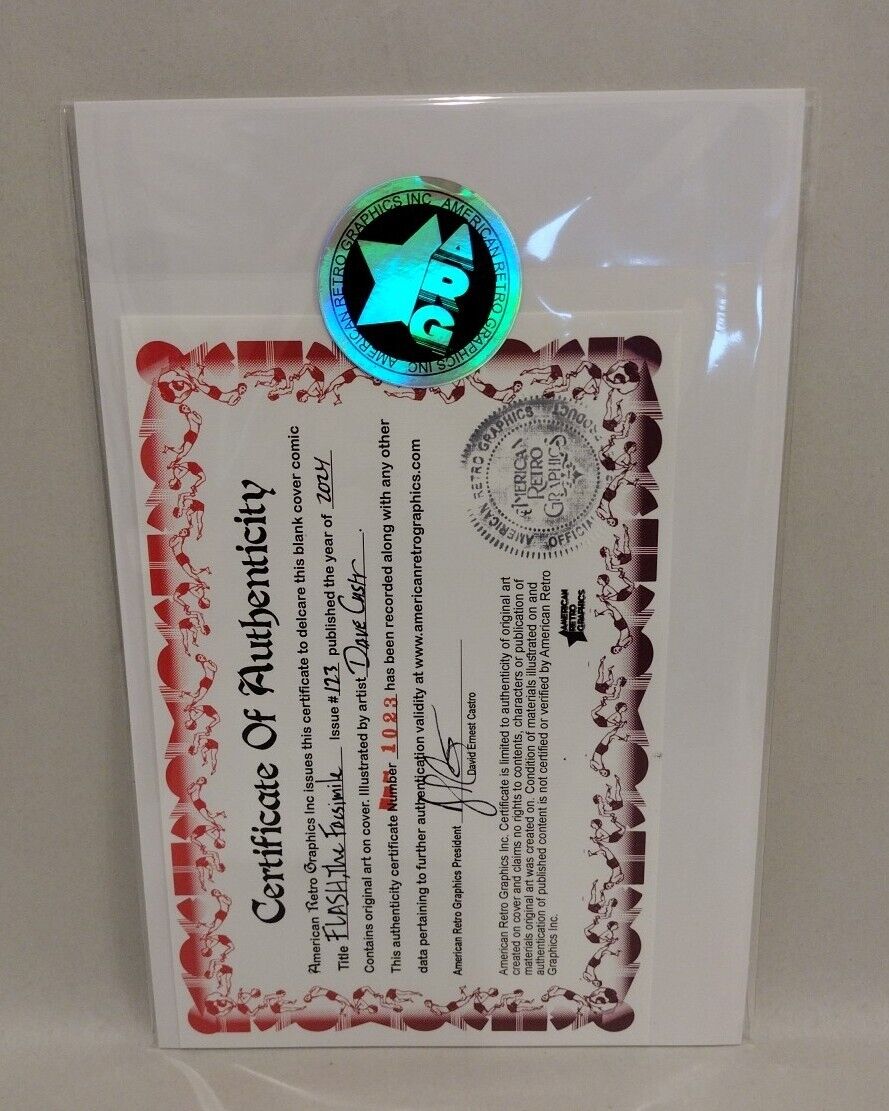 AMERICAN RETRO GRAPHICS INC. AMERICAN RETRO GRAPHICS INC.
ARG
Certificate Of Authenticity
American Retro Graphics Inc issues this certificate to delcare this blank cover comic
Title FLASH, the Facsimile Issue # 123 published the year of 2024
Contains original art on cover. Illustrated by artist Dave Castr.
This authenticity certificate Number 1023 has been recorded along with any other
data pertaining to further authentication validity at www.americanretrographics.com
American Retro Graphics President
David Ernest Castro
AMERICAN RETRO GRAPHICS
OFFICIAL PRODUCT
AMERICAN
RETRO
GRAPHICS
American Retro Graphics Inc. Certificate is limited to authenticity of original art
created on cover and claims no rights to contents, characters or publication of
materials original art was created on. Condition of materials illustrated on and
authentication of published content is not certified or verified by American Retro
Graphics Inc.
AMERICAN
RETRO
GRAPHICS